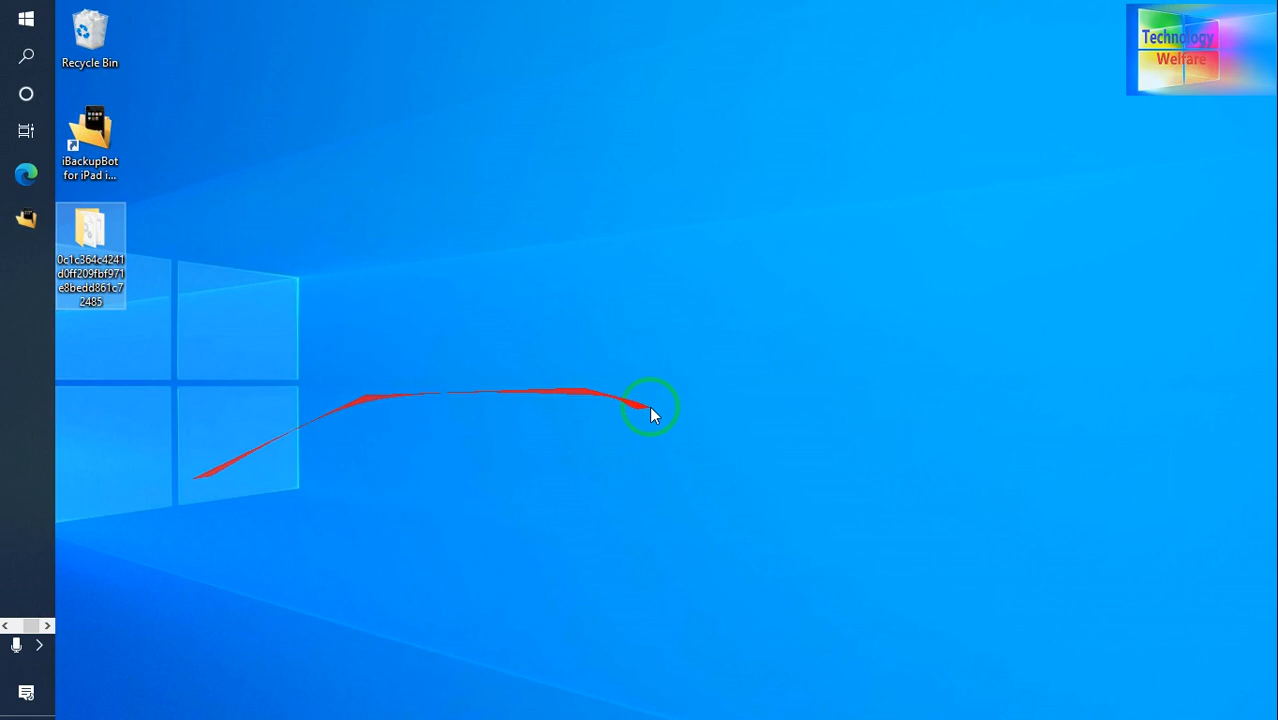 Recycle Bin
iBackupBot
for iPad i...
0c1c364c4241
d0ff209fbf971
e8bedd861c7
2485
Technology
Welfare